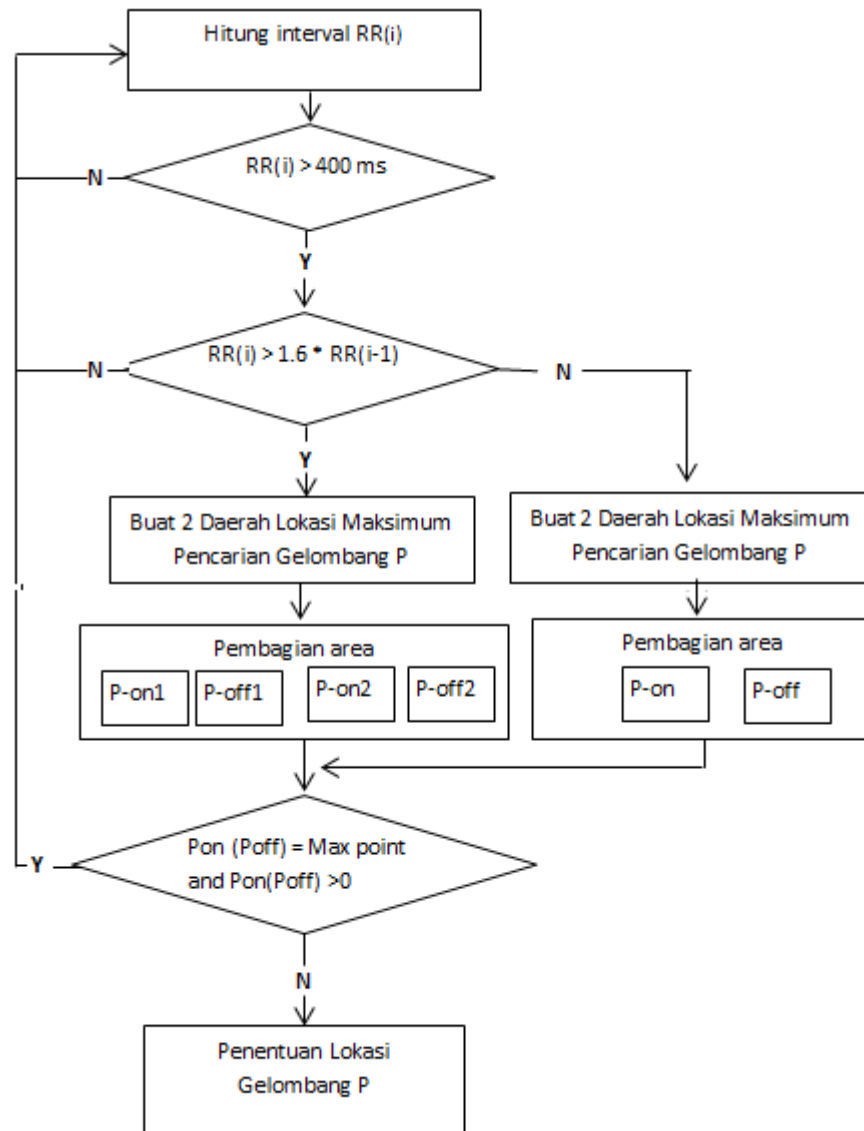 Hitung interval RR(i)
RR(i) > 400 ms
N
Y
RR(i) > 1.6 * RR(i-1)
N
N
Y
Buat 2 Daerah Lokasi Maksimum
Pencarian Gelombang P
Buat 2 Daerah Lokasi Maksimum
Pencarian Gelombang P
Pembagian area
P-on1
P-off1
P-on2
P-off2
Pembagian area
P-on
P-off
Pon (Poff) = Max point
and Pon(Poff) >0
Y
N
Penentuan Lokasi
Gelombang P